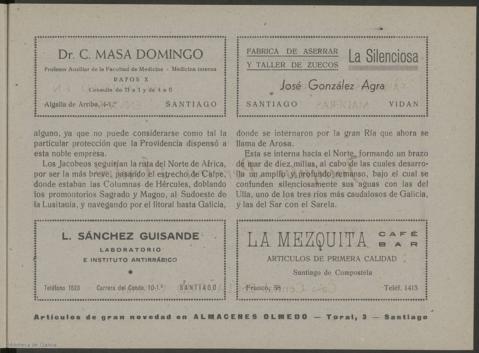 Dr. C. MASA DOMINGO
Profesor Auxiliar de la Facultad de Medicina - Medicina interna
RAYOS X
Consulta de 11 a 1 y de 4 a 6
Algalia de Arriba, 4-1.° SANTIAGO
FABRICA DE ASERRAR
Y TALLER DE ZUECOS
La Silenciosa
José González Agra
SANTIAGO VIDAN
alguno, ya que no puede considerarse como tal la
particular protección que la Providencia dispensó a
esta noble empresa.
Los Jacobeos seguirían la ruta del Norte de Africa,
por ser la más breve, pasando el estrecho de Calpe,
donde estaban las Columnas de Hércules, doblando
los promontorios Sagrado y Magno, al Sudoeste de
la Lusitania, y navegando por el litoral hasta Galicia,
donde se internaron por la gran Ría que ahora se
llama de Arosa.
Esta se interna hacia el Norte, formando un brazo
de mar de diez millas, al cabo de las cuales desarro-
lla un amplio y profundo remanso, bajo el cual se
confunden silenciosamente sus aguas con las del
Ulla, uno de los tres ríos más caudalosos de Galicia,
y las del Sar con el Sarela.
L. SÁNCHEZ GUISANDE
LABORATORIO
E INSTITUTO ANTIRRÁBICO
Teléfono 1623 Carrera del Conde, 10-1.° SANTIAGO
LA MEZQUITA CAFÉ
BAR
ARTICULOS DE PRIMERA CALIDAD
Santiago de Compostela
Franco, 58 Teléf. 1413
Artículos de gran novedad en ALMACENES OLMEDO — Toral, 3 — Santiago
Biblioteca de Galicia